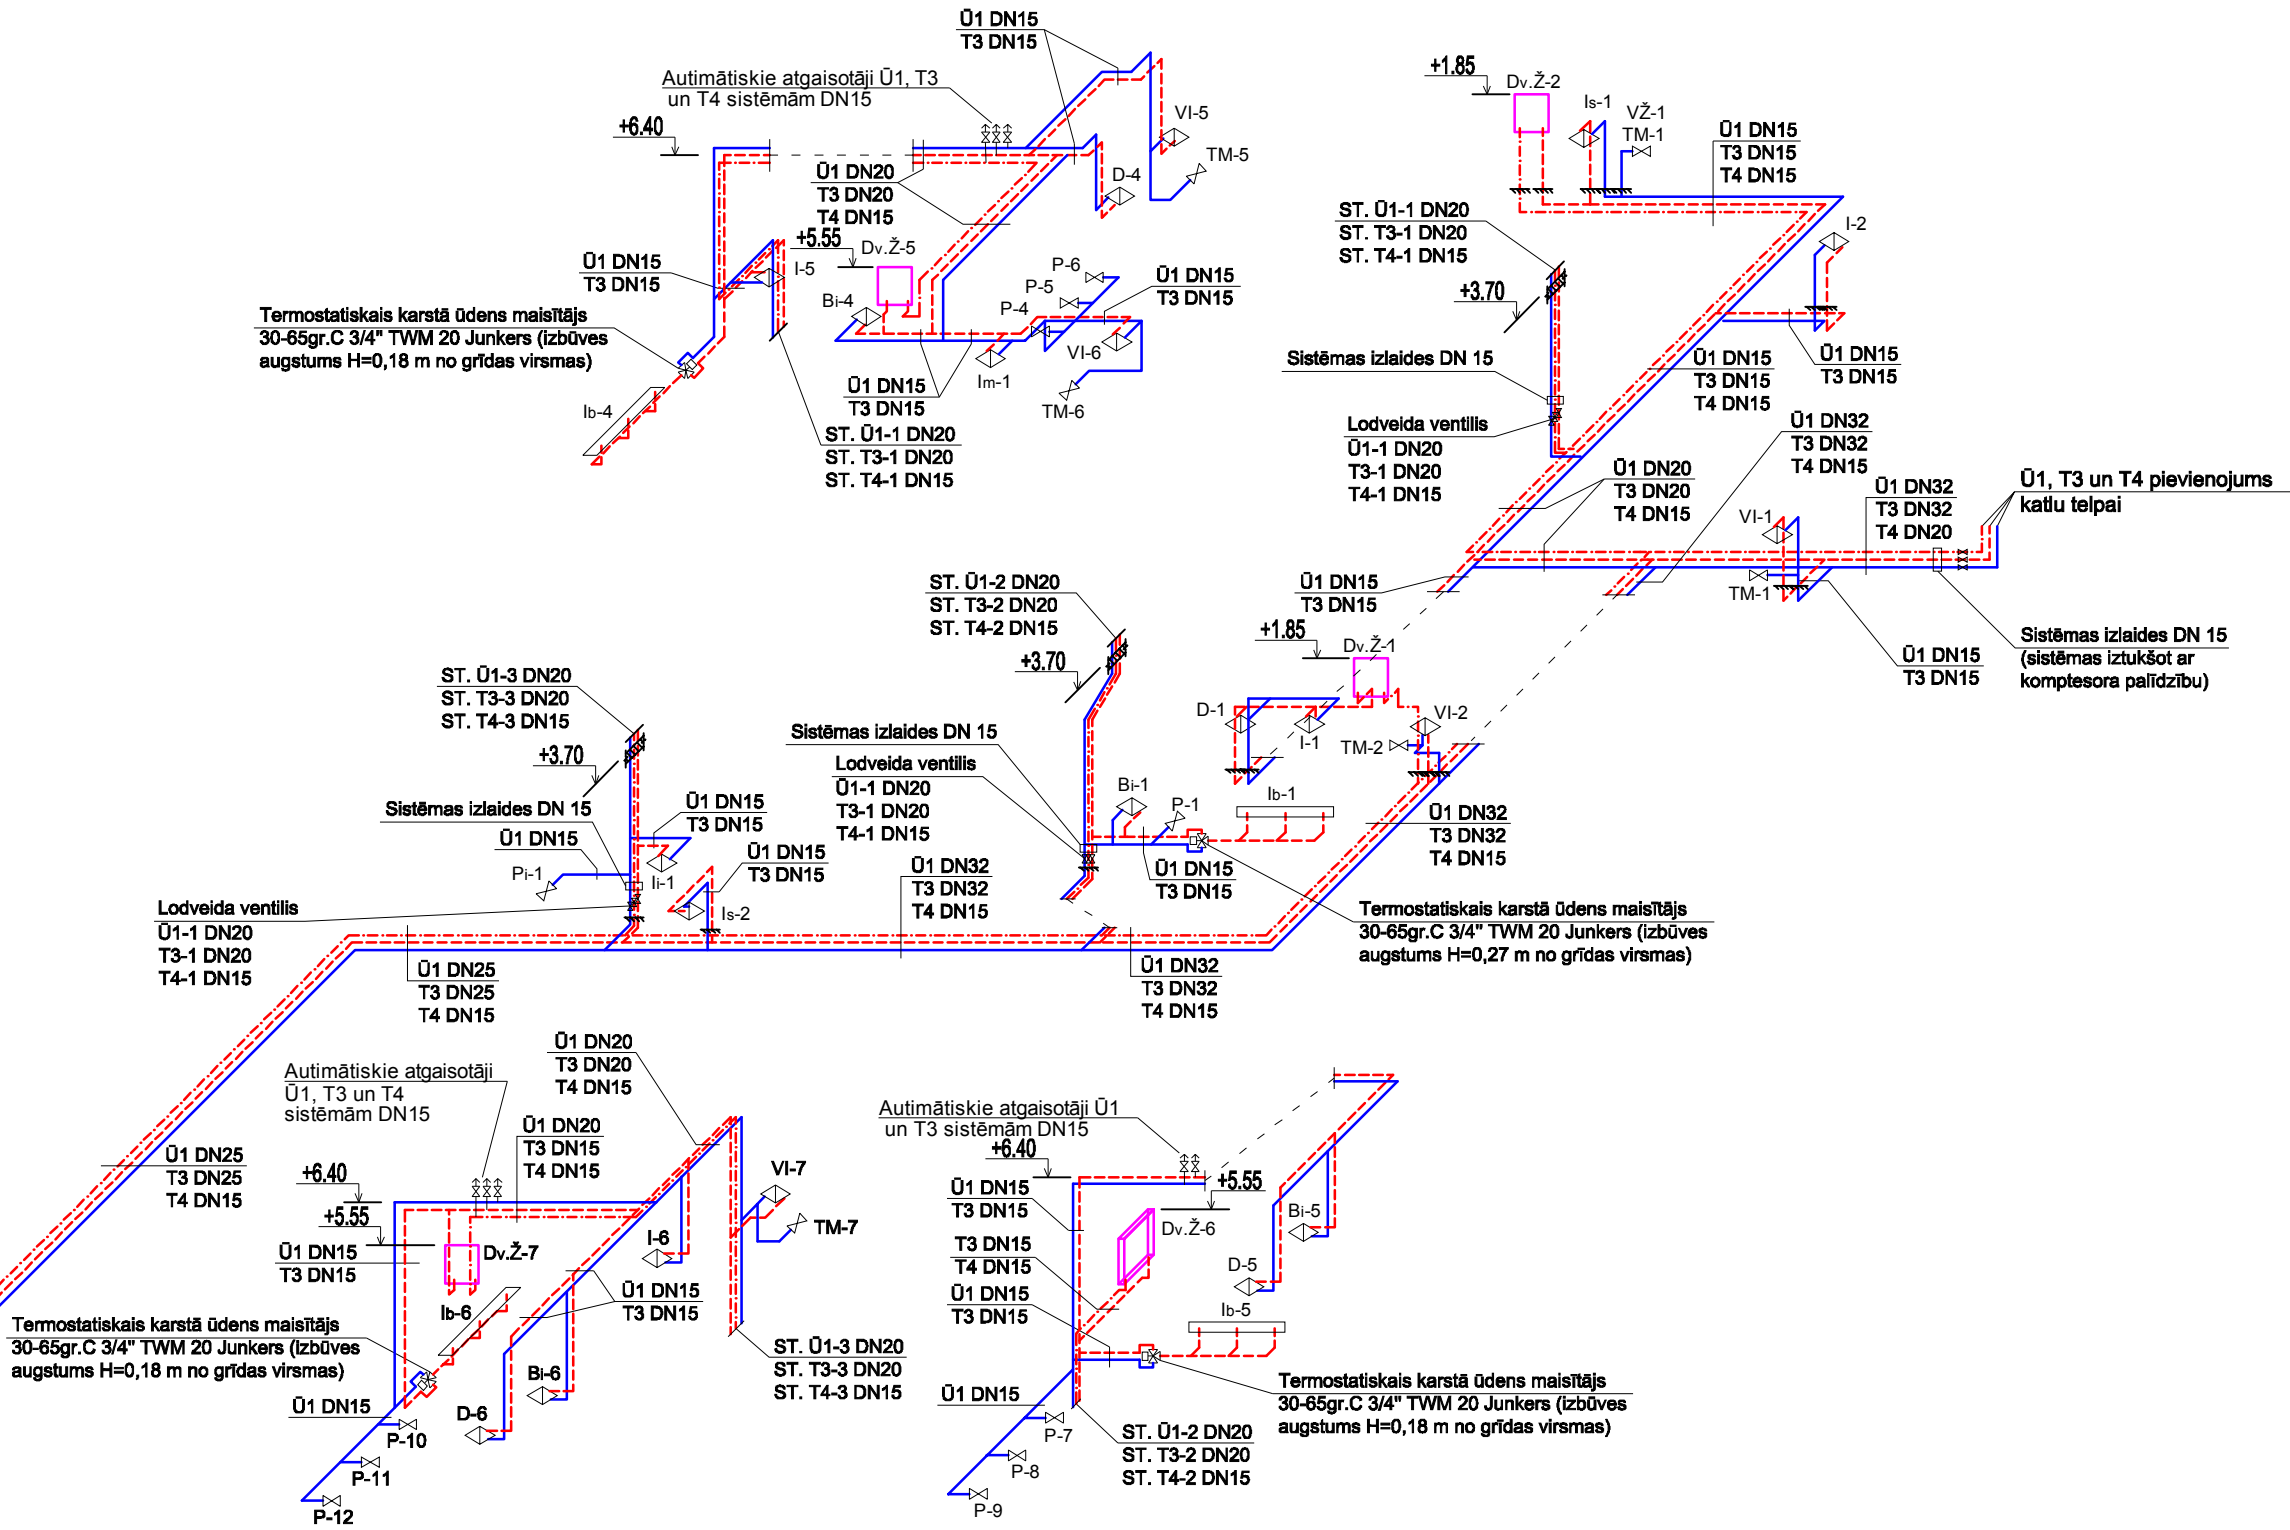 Ū1 DN15
T3 DN15
Autimātiskie atgaisotāji Ū1, T3
un T4 sistēmām DN15
+6.40
VI-5
TM-5
D-4
Ū1 DN20
T3 DN20
T4 DN15
+5.55
Dv.Ž-5
I-5
Ū1 DN15
T3 DN15
Bi-4
P-6
P-5
P-4
Ū1 DN15
T3 DN15
Termostatiskais karstā ūdens maisītājs
30-65gr.C 3/4" TWM 20 Junkers (izbūves
augstums H=0,18 m no grīdas virsmas)
VI-6
Im-1
TM-6
Ū1 DN15
T3 DN15
Ib-4
ST. Ū1-1 DN20
ST. T3-1 DN20
ST. T4-1 DN15
+1.85
Dv.Ž-2
Is-1
VŽ-1
TM-1
Ū1 DN15
T3 DN15
T4 DN15
ST. Ū1-1 DN20
ST. T3-1 DN20
ST. T4-1 DN15
I-2
+3.70
Sistēmas izlaides DN 15
Ū1 DN15
T3 DN15
T4 DN15
Ū1 DN15
T3 DN15
Lodveida ventilis
Ū1-1 DN20
T3-1 DN20
T4-1 DN15
Ū1 DN32
T3 DN32
T4 DN15
Ū1 DN20
T3 DN20
T4 DN15
Ū1 DN32
T3 DN32
T4 DN20
Ū1, T3 un T4 pievienojums
katlu telpai
VI-1
TM-1
Ū1 DN15
T3 DN15
Ū1 DN15
T3 DN15
Sistēmas izlaides DN 15
(sistēmas iztukšot ar
komptesora palīdzību)
ST. Ū1-2 DN20
ST. T3-2 DN20
ST. T4-2 DN15
+3.70
+1.85
Dv.Ž-1
D-1
I-1
VI-2
TM-2
ST. Ū1-3 DN20
ST. T3-3 DN20
ST. T4-3 DN15
+3.70
Sistēmas izlaides DN 15
Lodveida ventilis
Ū1-1 DN20
T3-1 DN20
T4-1 DN15
Bi-1
P-1
Ib-1
Sistēmas izlaides DN 15
Ū1 DN15
Ū1 DN15
T3 DN15
Pi-1
Ii-1
Ū1 DN15
T3 DN15
Is-2
Ū1 DN32
T3 DN32
T4 DN15
Ū1 DN15
T3 DN15
Ū1 DN32
T3 DN32
T4 DN15
Lodveida ventilis
Ū1-1 DN20
T3-1 DN20
T4-1 DN15
Termostatiskais karstā ūdens maisītājs
30-65gr.C 3/4" TWM 20 Junkers (izbūves
augstums H=0,27 m no grīdas virsmas)
Ū1 DN25
T3 DN25
T4 DN15
Ū1 DN32
T3 DN32
T4 DN15
Ū1 DN20
T3 DN20
T4 DN15
Autimātiskie atgaisotāji
Ū1, T3 un T4
sistēmām DN15
Ū1 DN20
T3 DN15
T4 DN15
Ū1 DN25
T3 DN25
T4 DN15
+6.40
+5.55
VI-7
TM-7
Ū1 DN15
T3 DN15
Dv.Ž-7
I-6
Ib-6
Ū1 DN15
T3 DN15
Termostatiskais karstā ūdens maisītājs
30-65gr.C 3/4" TWM 20 Junkers (izbūves
augstums H=0,18 m no grīdas virsmas)
Bi-6
D-6
Ū1 DN15
P-10
P-11
P-12
ST. Ū1-3 DN20
ST. T3-3 DN20
ST. T4-3 DN15
Autimātiskie atgaisotāji Ū1
un T3 sistēmām DN15
+6.40
+5.55
Ū1 DN15
T3 DN15
Dv.Ž-6
Bi-5
T3 DN15
T4 DN15
D-5
Ū1 DN15
T3 DN15
Ib-5
Termostatiskais karstā ūdens maisītājs
30-65gr.C 3/4" TWM 20 Junkers (izbūves
augstums H=0,18 m no grīdas virsmas)
Ū1 DN15
P-7
P-8
P-9
ST. Ū1-2 DN20
ST. T3-2 DN20
ST. T4-2 DN15